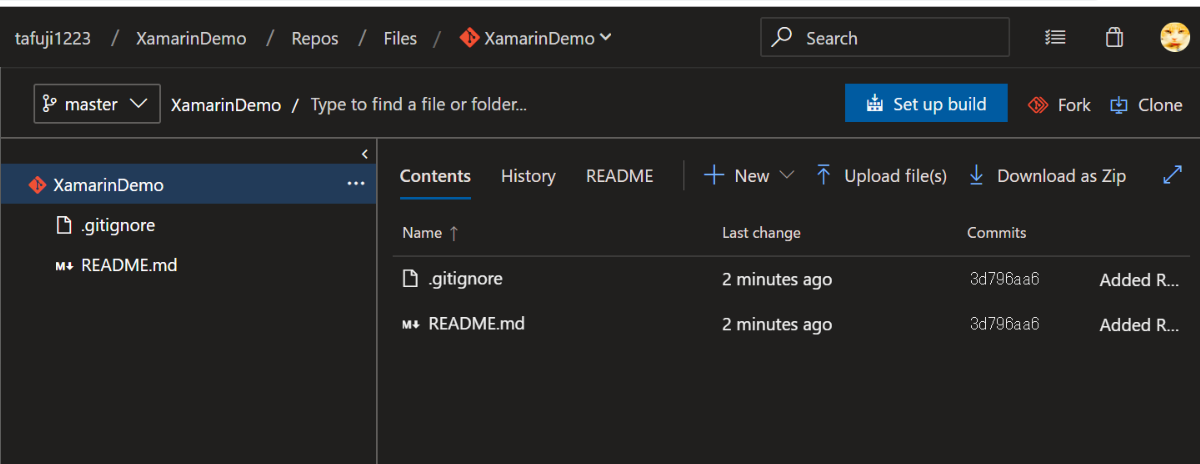 tafuji1223 / XamarinDemo / Repos / Files / XamarinDemo Search
master XamarinDemo / Type to find a file or folder... Set up build Fork Clone
XamarinDemo ...
.gitignore
README.md
Contents History README New Upload file(s) Download as Zip
Name ↑ Last change Commits
.gitignore 2 minutes ago 3d796aa6 Added R...
README.md 2 minutes ago 3d796aa6 Added R...